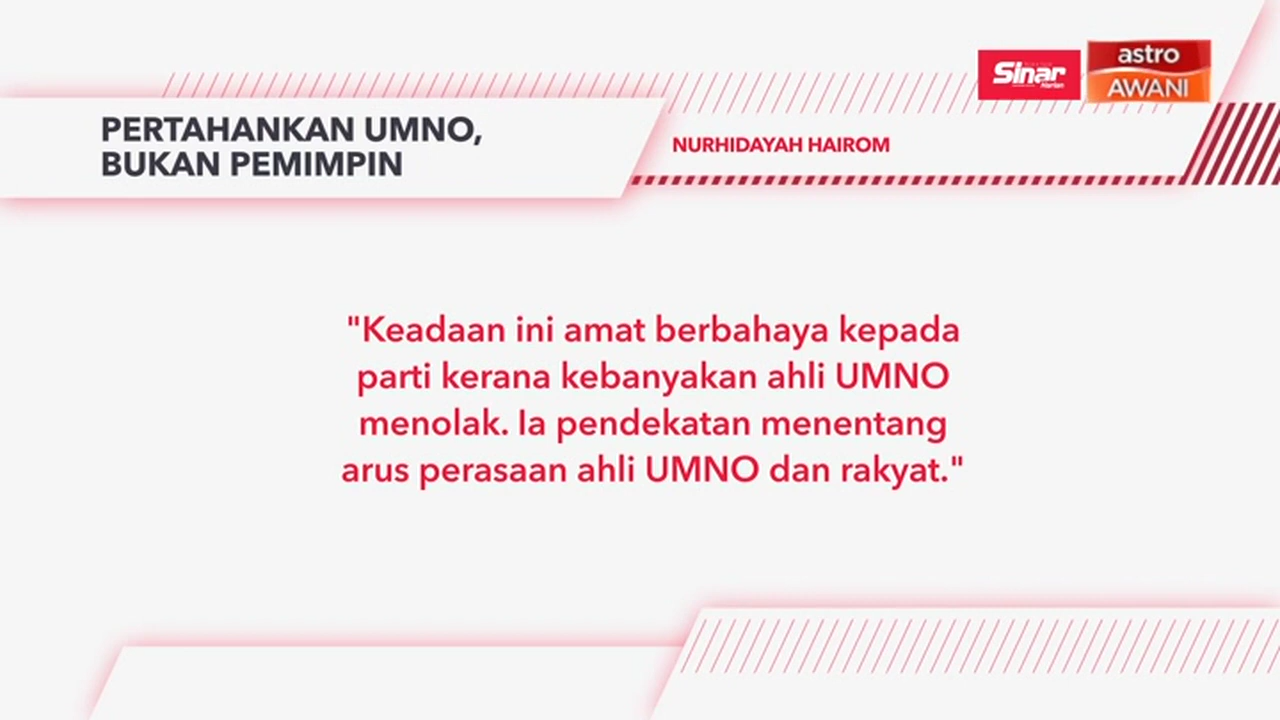 Sinar
Harian
astro
AWANI
PERTAHANKAN UMNO,
BUKAN PEMIMPIN
NURHIDAYAH HAIROM
"Keadaan ini amat berbahaya kepada
parti kerana kebanyakan ahli UMNO
menolak. Ia pendekatan menentang
arus perasaan ahli UMNO dan rakyat."